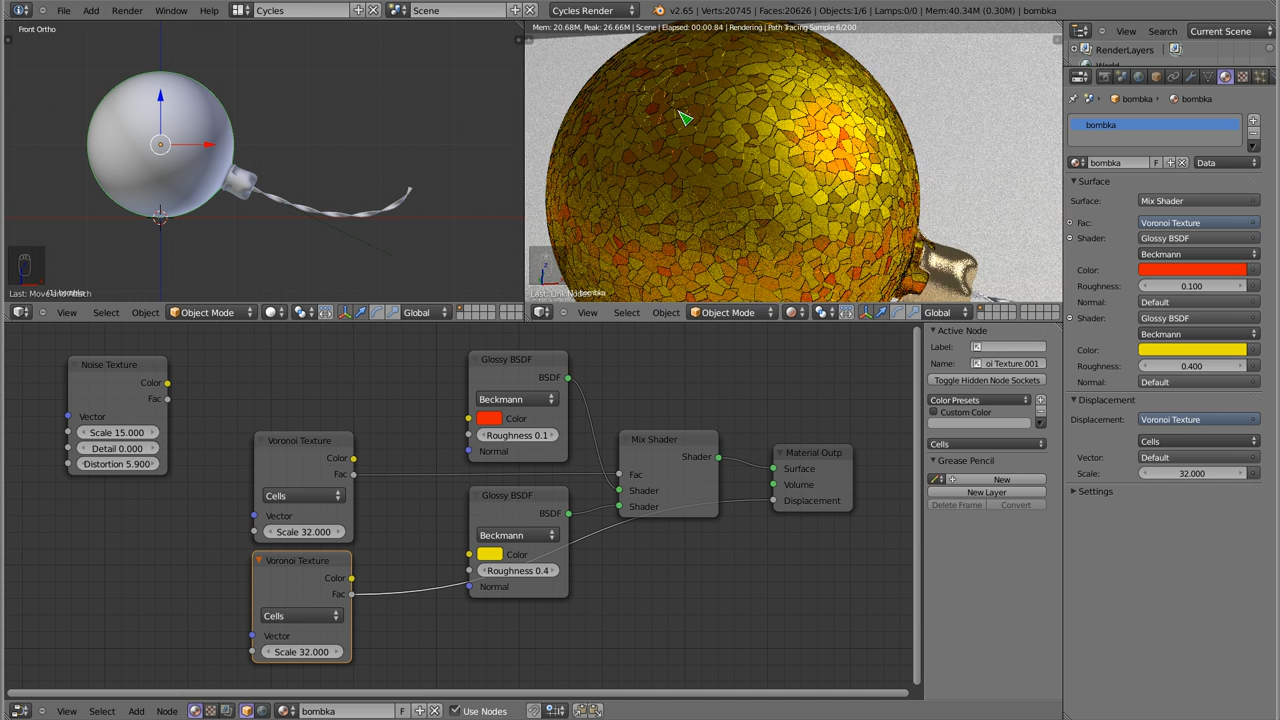 File Add Render Window Help Cycles Scene Cycles Render v2.65 | Verts:20745 | Faces:20626 | Objects:1/6 | Lamps:0/0 | Mem:40.34M (0.30M) | bombka
Front Ortho
Mem: 20.68M, Peak: 26.66M | Scene | Elapsed: 00:00.84 | Rendering | Path Tracing Sample 6/200
View Search Current Scene
RenderLayers
bombka bombka
bombka
bombka F Data
Surface
Surface: Mix Shader
Fac: Voronoi Texture
Shader: Glossy BSDF
Beckmann
Color:
Roughness: 0.100
Normal: Default
Shader: Glossy BSDF
Beckmann
Color:
Roughness: 0.400
Normal: Default
Displacement
Displacement: Voronoi Texture
Cells
Vector: Default
Scale: 32.000
Settings
View Select Object Object Mode Global
View Select Object Object Mode Global
Noise Texture
Color
Fac
Vector
Scale 15.000
Detail 0.000
Distortion 5.900
Voronoi Texture
Color
Fac
Cells
Vector
Scale 32.000
Voronoi Texture
Color
Fac
Cells
Vector
Scale 32.000
Glossy BSDF
BSDF
Beckmann
Color
Roughness 0.1
Normal
Glossy BSDF
BSDF
Beckmann
Color
Roughness 0.4
Normal
Mix Shader
Shader
Fac
Shader
Shader
Material Outp
Surface
Volume
Displacement
Active Node
Label:
Name: oi Texture.001
Toggle Hidden Node Sockets
Color Presets
Custom Color
Cells
Grease Pencil
New
New Layer
Delete Frame Convert
View Select Add Node bombka F Use Nodes